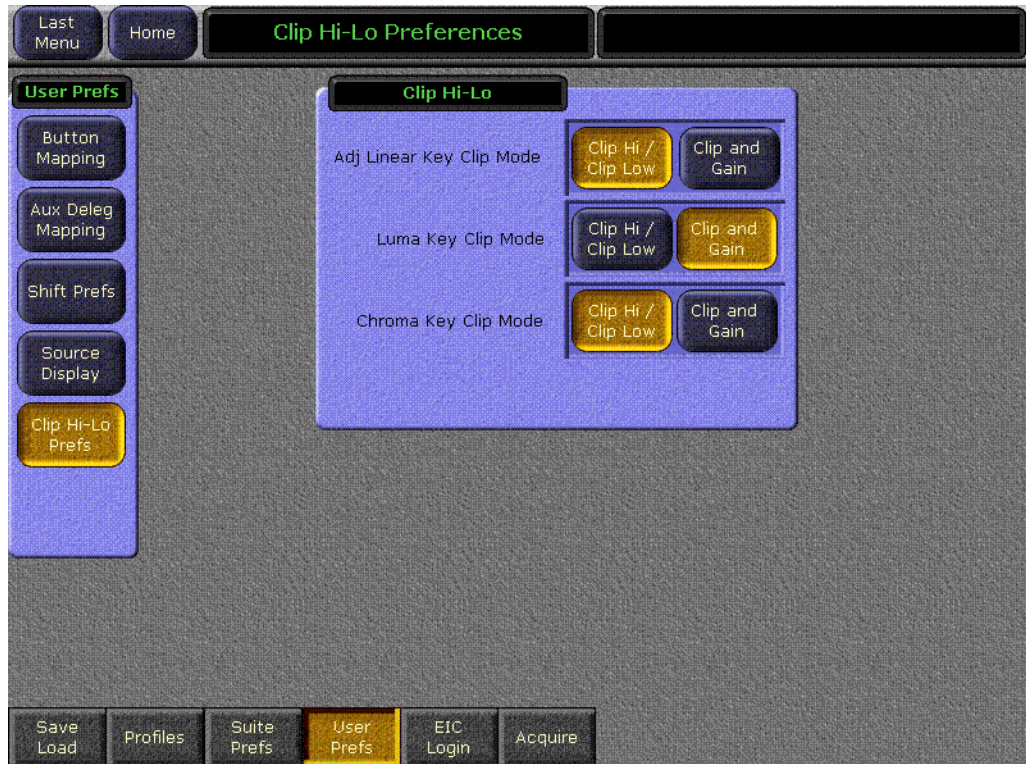 Last
Menu
Home
Clip Hi-Lo Preferences
User Prefs
Button
Mapping
Aux Deleg
Mapping
Shift Prefs
Source
Display
Clip Hi-Lo
Prefs
Clip Hi-Lo
Adj Linear Key Clip Mode
Clip Hi /
Clip Low
Clip and
Gain
Luma Key Clip Mode
Clip Hi /
Clip Low
Clip and
Gain
Chroma Key Clip Mode
Clip Hi /
Clip Low
Clip and
Gain
Save
Load
Profiles
Suite
Prefs
User
Prefs
EIC
Login
Acquire